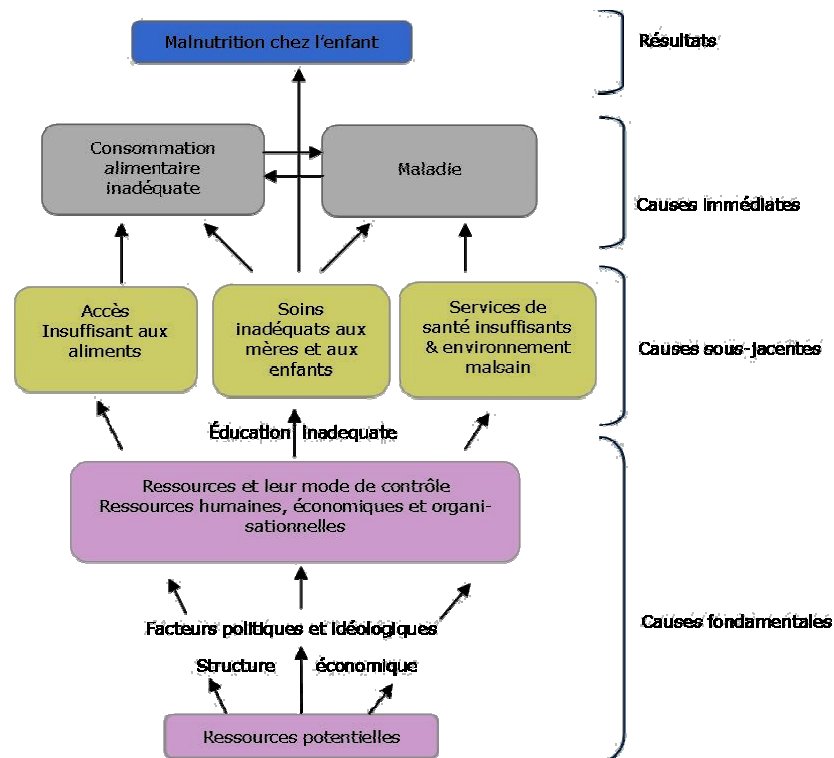 Malnutrition chez l'enfant
Résultats
Consommation
alimentaire
inadéquate
Maladie
Causes immédiates
Accès
Insuffisant aux
aliments
Soins
inadéquats aux
mères et aux
enfants
Services de
santé insuffisants
& environnement
malsain
Causes sous-jacentes
Éducation inadequate
Ressources et leur mode de contrôle
Ressources humaines, économiques et organi-
sationnelles
Facteurs politiques et idéologiques
Causes fondamentales
Structure économique
Ressources potentielles